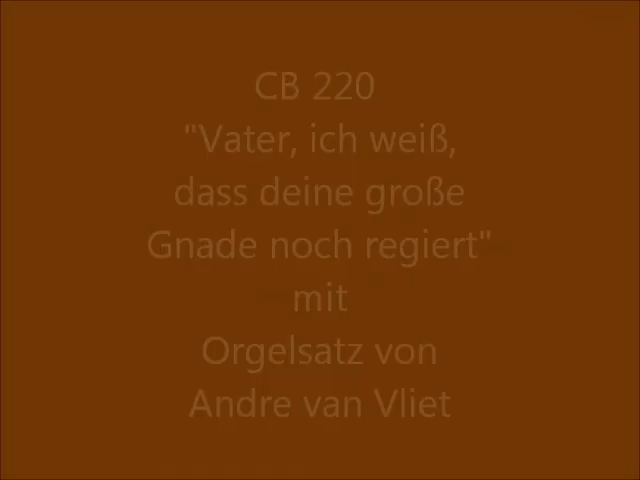 CB 220
"Vater, ich weiß,
dass deine große
Gnade noch regiert"
mit
Orgelsatz von
Andre van Vliet